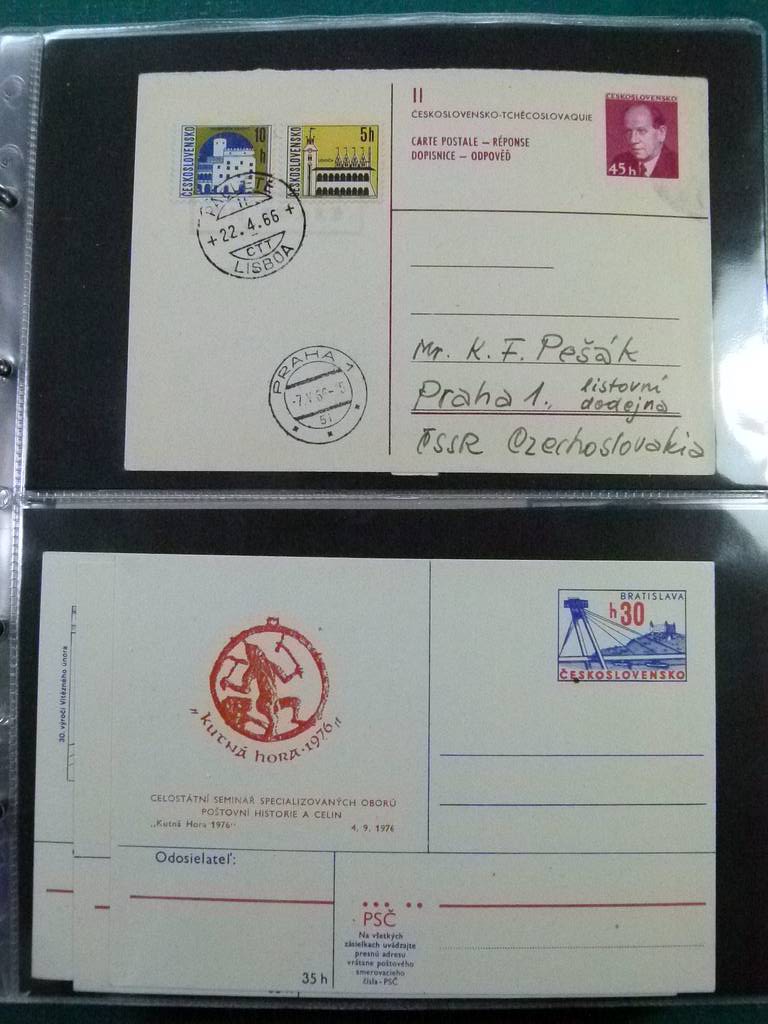 ČESKOSLOVENSKO
10
h
ČESKOSLOVENSKO
5h
22.4.66
CTT
LISBOA
PRAHA 1
II
ČESKOSLOVENSKO-TCHÉCOSLOVAQUIE
CARTE POSTALE – RÉPONSE
DOPISNICE – ODPOVĚĎ
ČESKOSLOVENSKO
45 h
Mr. K. F. Pešák
Praha 1., listovní
dodejna
ČSSR Czechoslovakia
30. výročí Vítězného února
„KUTNÁ HORA·1976"
CELOSTÁTNÍ SEMINÁŘ SPECIALIZOVANÝCH OBORŮ
POŠTOVNÍ HISTORIE A CELIN
„Kutná Hora 1976" 4. 9. 1976
BRATISLAVA
h 30
ČESKOSLOVENSKO
Odosielateľ:
35 h
PSČ
Na všetkých
zásielkach uvádzajte
presnú adresu
vrátane poštového
smerovacieho
čísla - PSČ